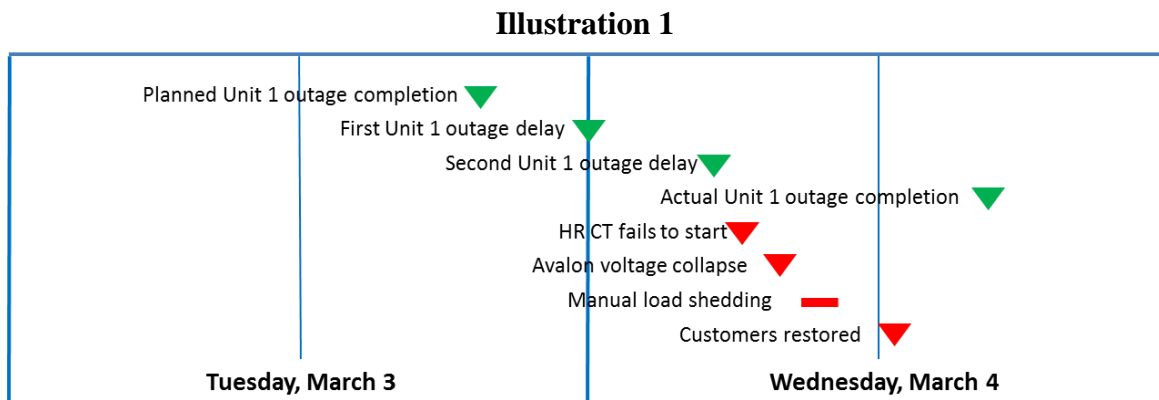 Illustration 1
Planned Unit 1 outage completion
First Unit 1 outage delay
Second Unit 1 outage delay
Actual Unit 1 outage completion
HR CT fails to start
Avalon voltage collapse
Manual load shedding
Customers restored
Tuesday, March 3
Wednesday, March 4